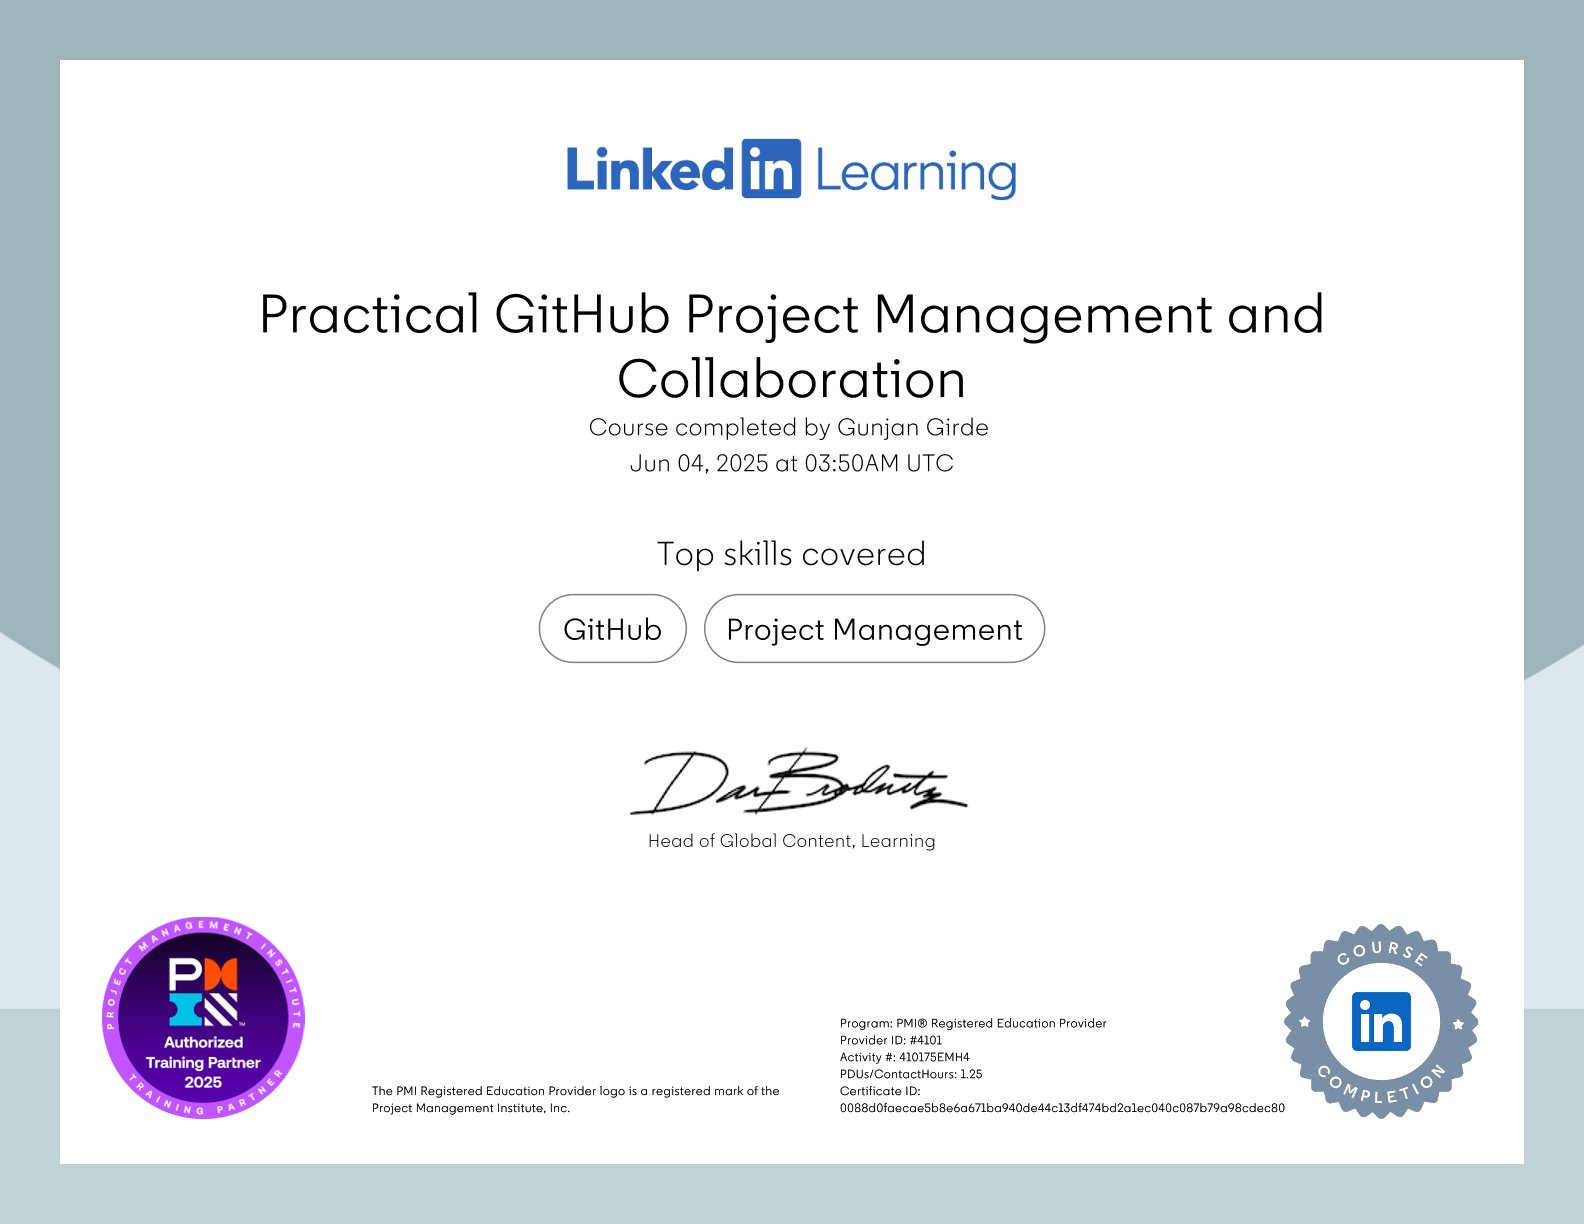 Linkedin Learning
Practical GitHub Project Management and
Collaboration
Course completed by Gunjan Girde
Jun 04, 2025 at 03:50AM UTC
Top skills covered
GitHub
Project Management
Dan Brodnitz
Head of Global Content, Learning
PROJECT MANAGEMENT INSTITUTE
PMI
TM
Authorized
Training Partner
2025
TRAINING PARTNER
The PMI Registered Education Provider logo is a registered mark of the
Project Management Institute, Inc.
Program: PMI® Registered Education Provider
Provider ID: #4101
Activity #: 410175EMH4
PDUs/ContactHours: 1.25
Certificate ID:
0088d0faecae5b8e6a671ba940de44c13df474bd2a1ec040c087b79a98cdec80
COURSE
in
COMPLETION